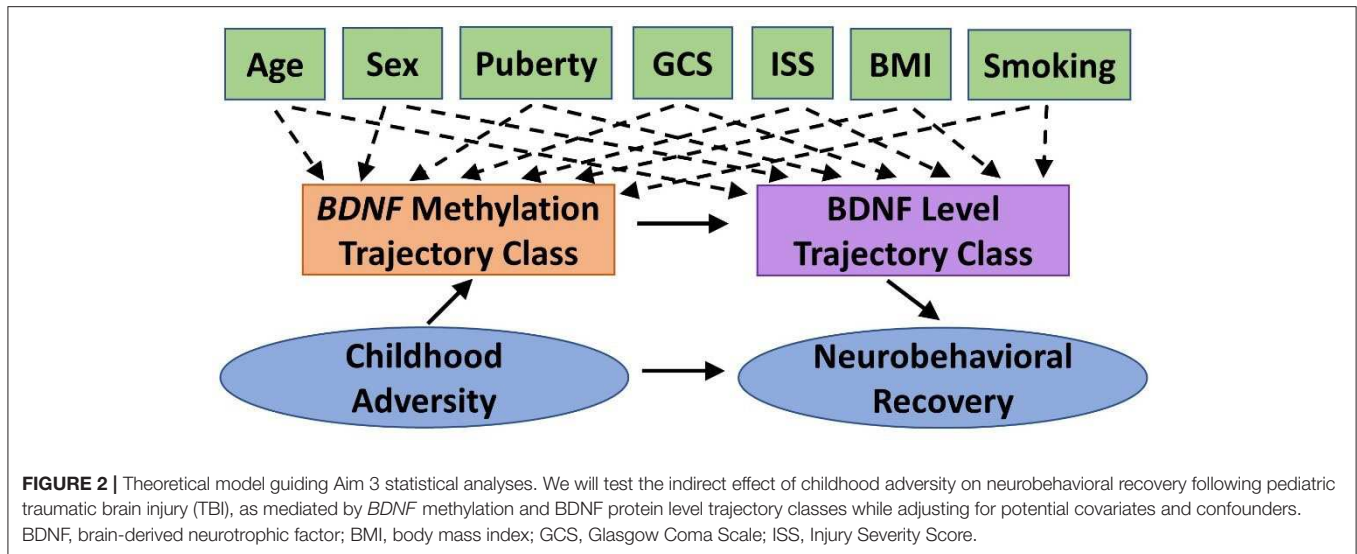 Age Sex Puberty GCS ISS BMI Smoking
BDNF Methylation
Trajectory Class
BDNF Level
Trajectory Class
Childhood
Adversity
Neurobehavioral
Recovery
FIGURE 2 | Theoretical model guiding Aim 3 statistical analyses. We will test the indirect effect of childhood adversity on neurobehavioral recovery following pediatric
traumatic brain injury (TBI), as mediated by BDNF methylation and BDNF protein level trajectory classes while adjusting for potential covariates and confounders.
BDNF, brain-derived neurotrophic factor; BMI, body mass index; GCS, Glasgow Coma Scale; ISS, Injury Severity Score.